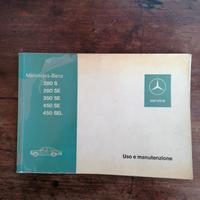 Mercedes-Benz
280 S
280 SE
350 SE
450 SE
450 SEL
service
Uso e manutenzione